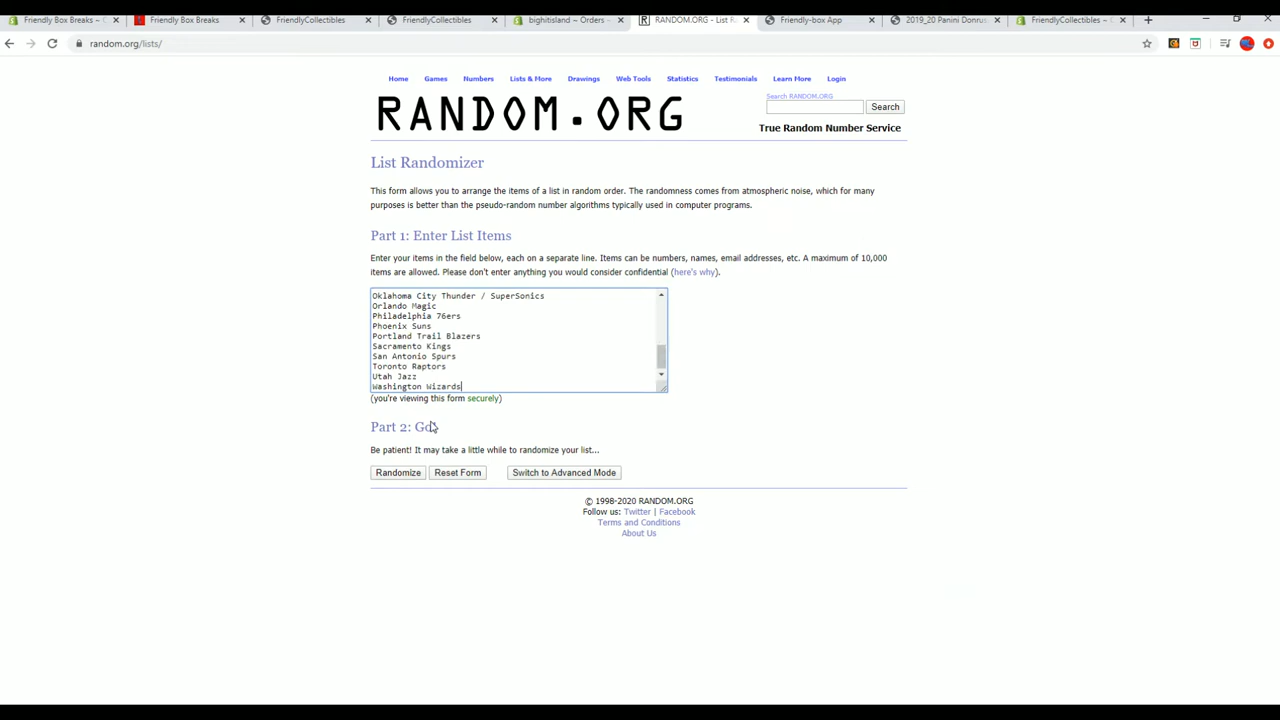 Friendly Box Breaks – C
Friendly Box Breaks
FriendlyCollectibles
FriendlyCollectibles
bighitisland ~ Orders ~
RANDOM.ORG - List R
Friendly-box App
2019_20 Panini Donrus
FriendlyCollectibles ~
random.org/lists/
Home Games Numbers Lists & More Drawings Web Tools Statistics Testimonials Learn More Login
RANDOM.ORG
Search RANDOM.ORG
Search
True Random Number Service
List Randomizer
This form allows you to arrange the items of a list in random order. The randomness comes from atmospheric noise, which for many
purposes is better than the pseudo-random number algorithms typically used in computer programs.
Part 1: Enter List Items
Enter your items in the field below, each on a separate line. Items can be numbers, names, email addresses, etc. A maximum of 10,000
items are allowed. Please don't enter anything you would consider confidential (here's why).
Oklahoma City Thunder / SuperSonics
Orlando Magic
Philadelphia 76ers
Phoenix Suns
Portland Trail Blazers
Sacramento Kings
San Antonio Spurs
Toronto Raptors
Utah Jazz
Washington Wizards
(you're viewing this form securely)
Part 2: Go!
Be patient! It may take a little while to randomize your list...
Randomize Reset Form Switch to Advanced Mode
© 1998-2020 RANDOM.ORG
Follow us: Twitter | Facebook
Terms and Conditions
About Us